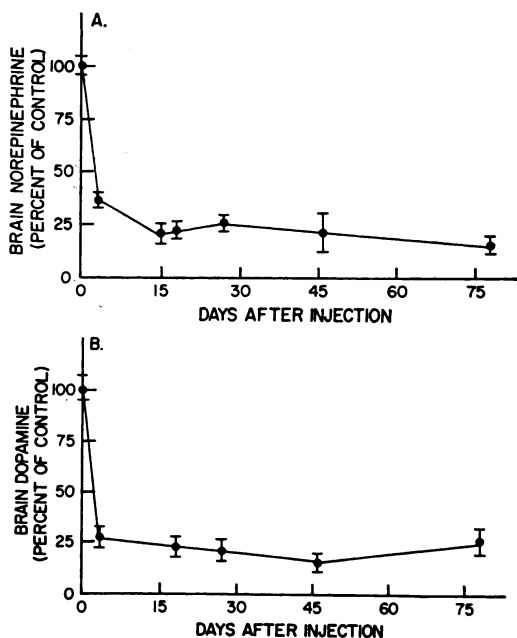 A.
BRAIN NOREPINEPHRINE
(PERCENT OF CONTROL)
100
75
50
25
0
0 15 30 45 60 75
DAYS AFTER INJECTION
B.
BRAIN DOPAMINE
(PERCENT OF CONTROL)
100
75
50
25
0
0 15 30 45 60 75
DAYS AFTER INJECTION